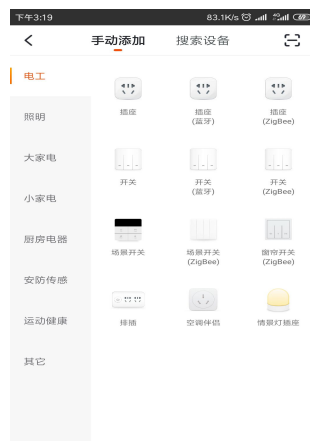 下午3:19
83.1K/s
手动添加
搜索设备
电工
照明
大家电
小家电
厨房电器
安防传感
运动健康
其它
插座
插座
(蓝牙)
插座
(ZigBee)
开关
开关
(蓝牙)
开关
(ZigBee)
场景开关
场景开关
(ZigBee)
窗帘开关
(ZigBee)
排插
空调伴侣
情景灯插座